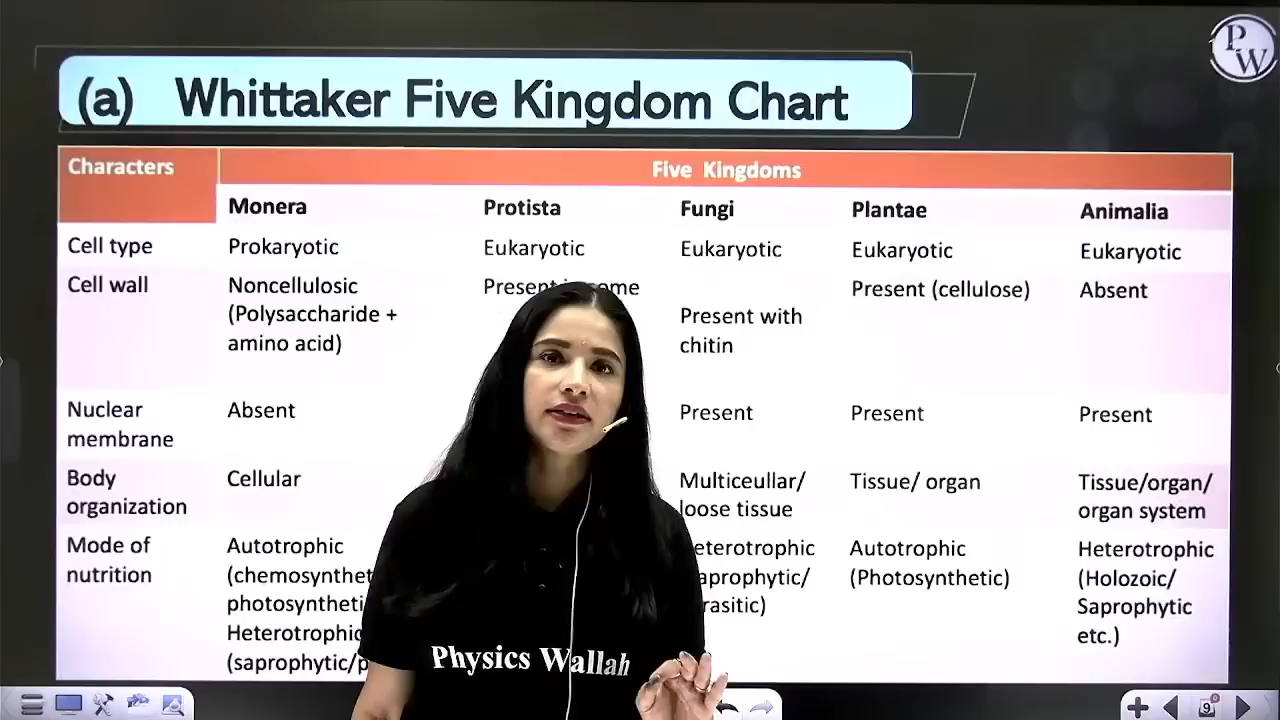 PW
(a) Whittaker Five Kingdom Chart
Characters Five Kingdoms
Monera Protista Fungi Plantae Animalia
Cell type Prokaryotic Eukaryotic Eukaryotic Eukaryotic Eukaryotic
Cell wall Noncellulosic Present Present (cellulose) Absent
(Polysaccharide + Present with
amino acid) chitin
Nuclear Absent Present Present Present
membrane
Body Cellular Multiceullar/ Tissue/ organ Tissue/organ/
organization loose tissue organ system
Mode of Autotrophic Autotrophic Heterotrophic
nutrition (Photosynthetic) (Holozoic/
Saprophytic
Heterotrophic etc.)
Physics Wallah
9